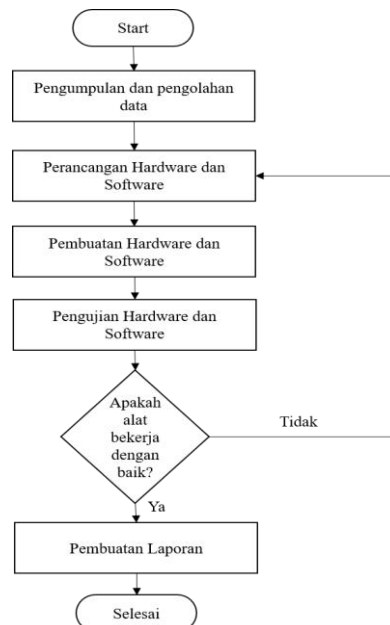 Start
Pengumpulan dan pengolahan
data
Perancangan Hardware dan
Software
Pembuatan Hardware dan
Software
Pengujian Hardware dan
Software
Apakah
alat
bekerja
dengan
baik?
Tidak
Ya
Pembuatan Laporan
Selesai